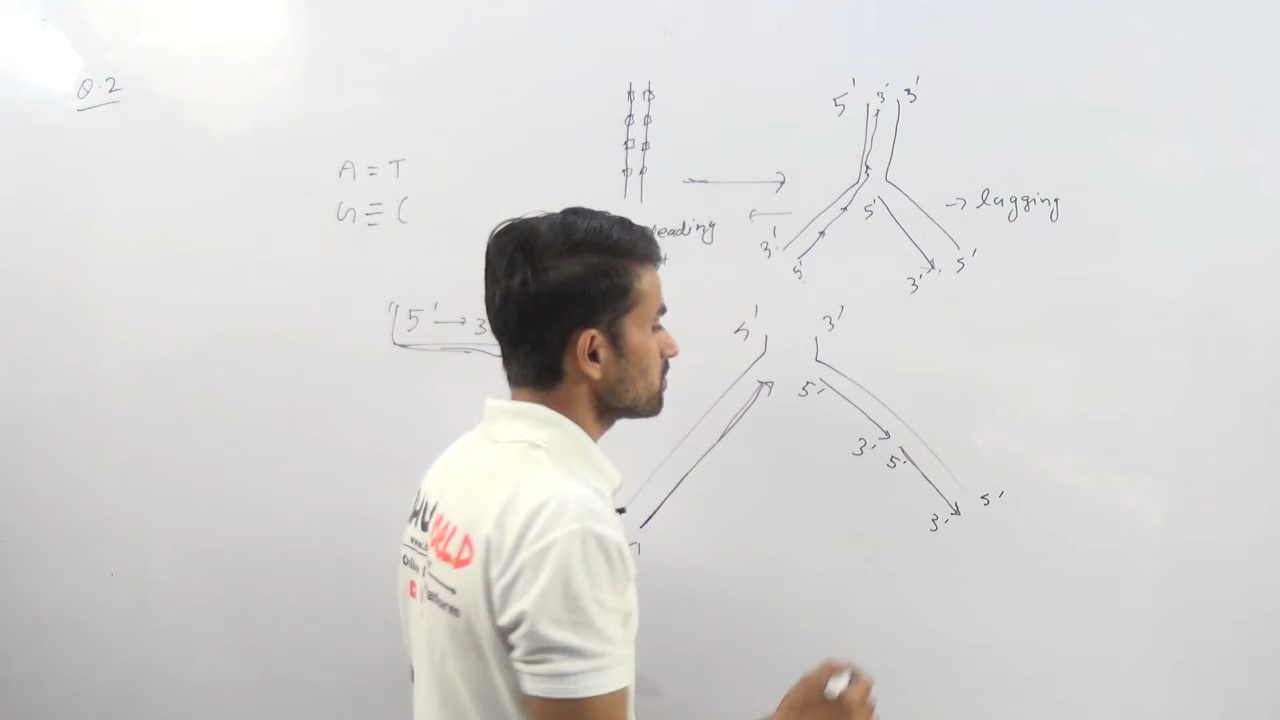 Q.2
5' 3' 3'
A = T
G ≡ C
→ lagging
5'
leading
3' 5'
5' 3'
5' → 3
5' 3'
5'
3' 5'
5'
3'